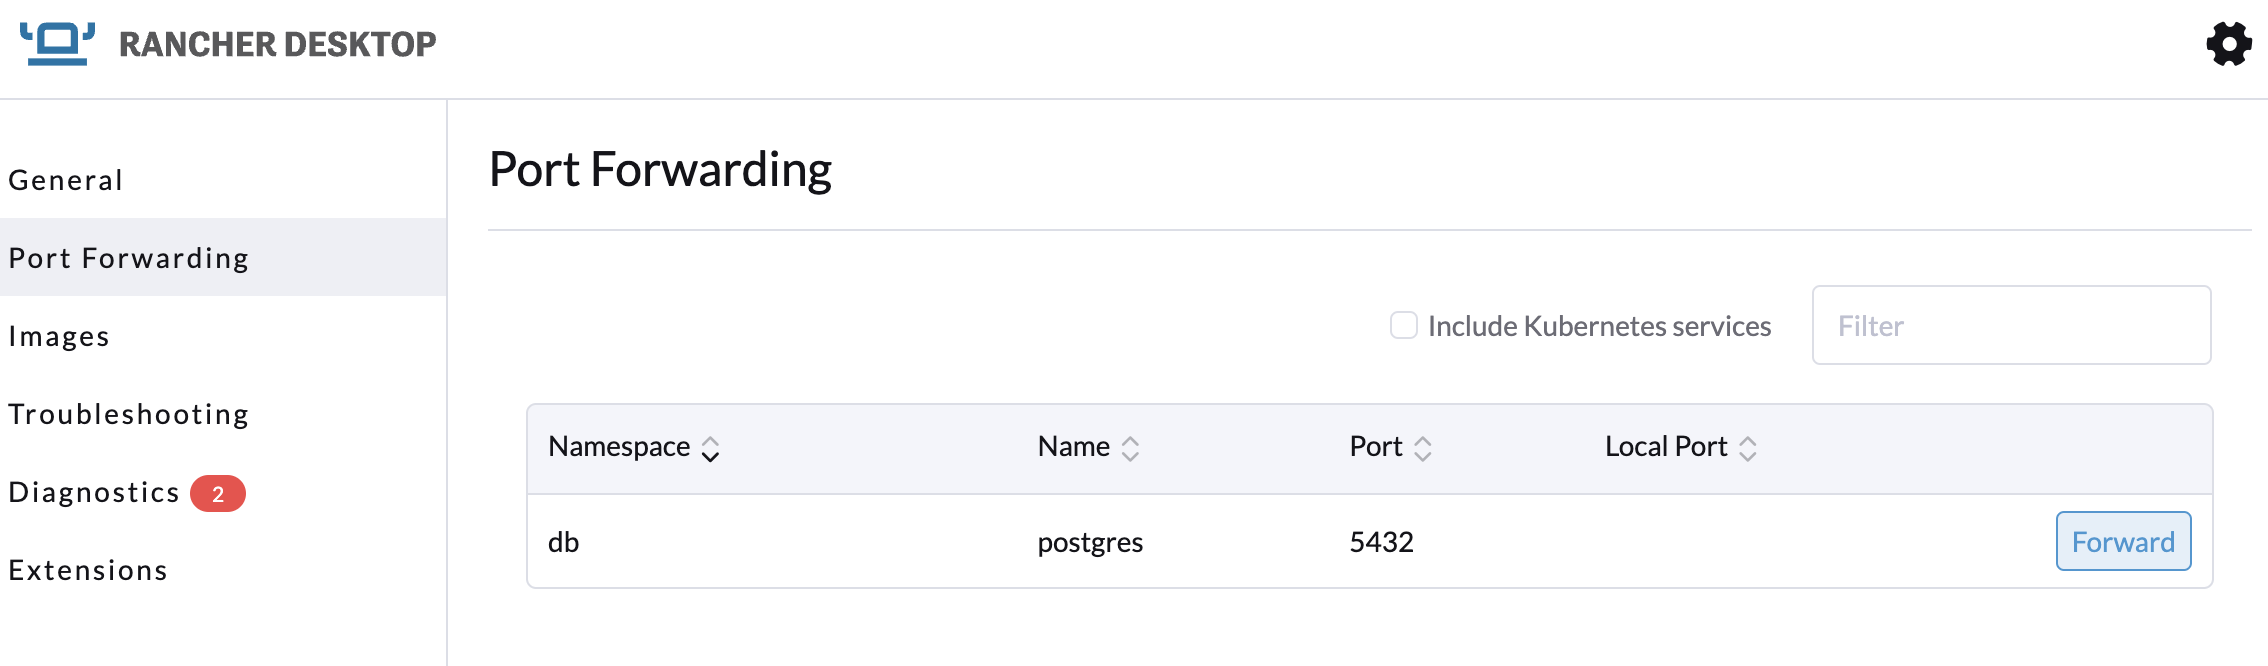 RANCHER DESKTOP
General
Port Forwarding
Images
Troubleshooting
Diagnostics 2
Extensions
Port Forwarding
Include Kubernetes services Filter
Namespace Name Port Local Port
db postgres 5432 Forward